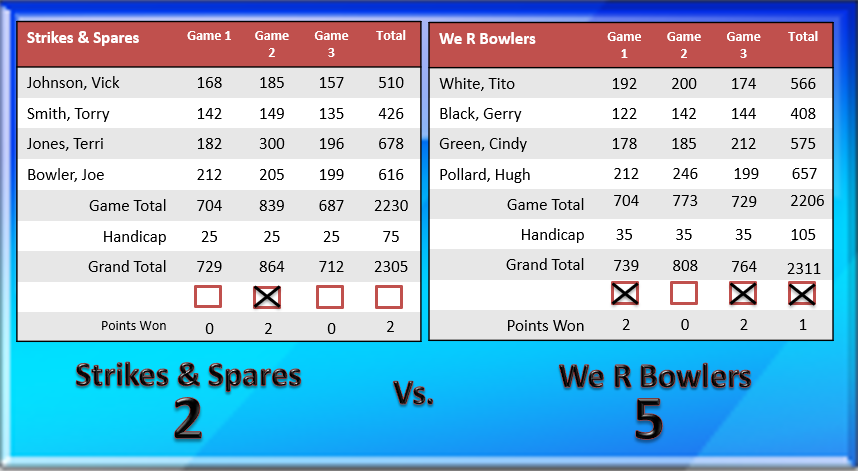 Strikes & Spares Game 1 Game 2 Game 3 Total
Johnson, Vick 168 185 157 510
Smith, Torry 142 149 135 426
Jones, Terri 182 300 196 678
Bowler, Joe 212 205 199 616
Game Total 704 839 687 2230
Handicap 25 25 25 75
Grand Total 729 864 712 2305
Points Won 0 2 0 2
We R Bowlers Game 1 Game 2 Game 3 Total
White, Tito 192 200 174 566
Black, Gerry 122 142 144 408
Green, Cindy 178 185 212 575
Pollard, Hugh 212 246 199 657
Game Total 704 773 729 2206
Handicap 35 35 35 105
Grand Total 739 808 764 2311
Points Won 2 0 2 1
Strikes & Spares
2
Vs.
We R Bowlers
5